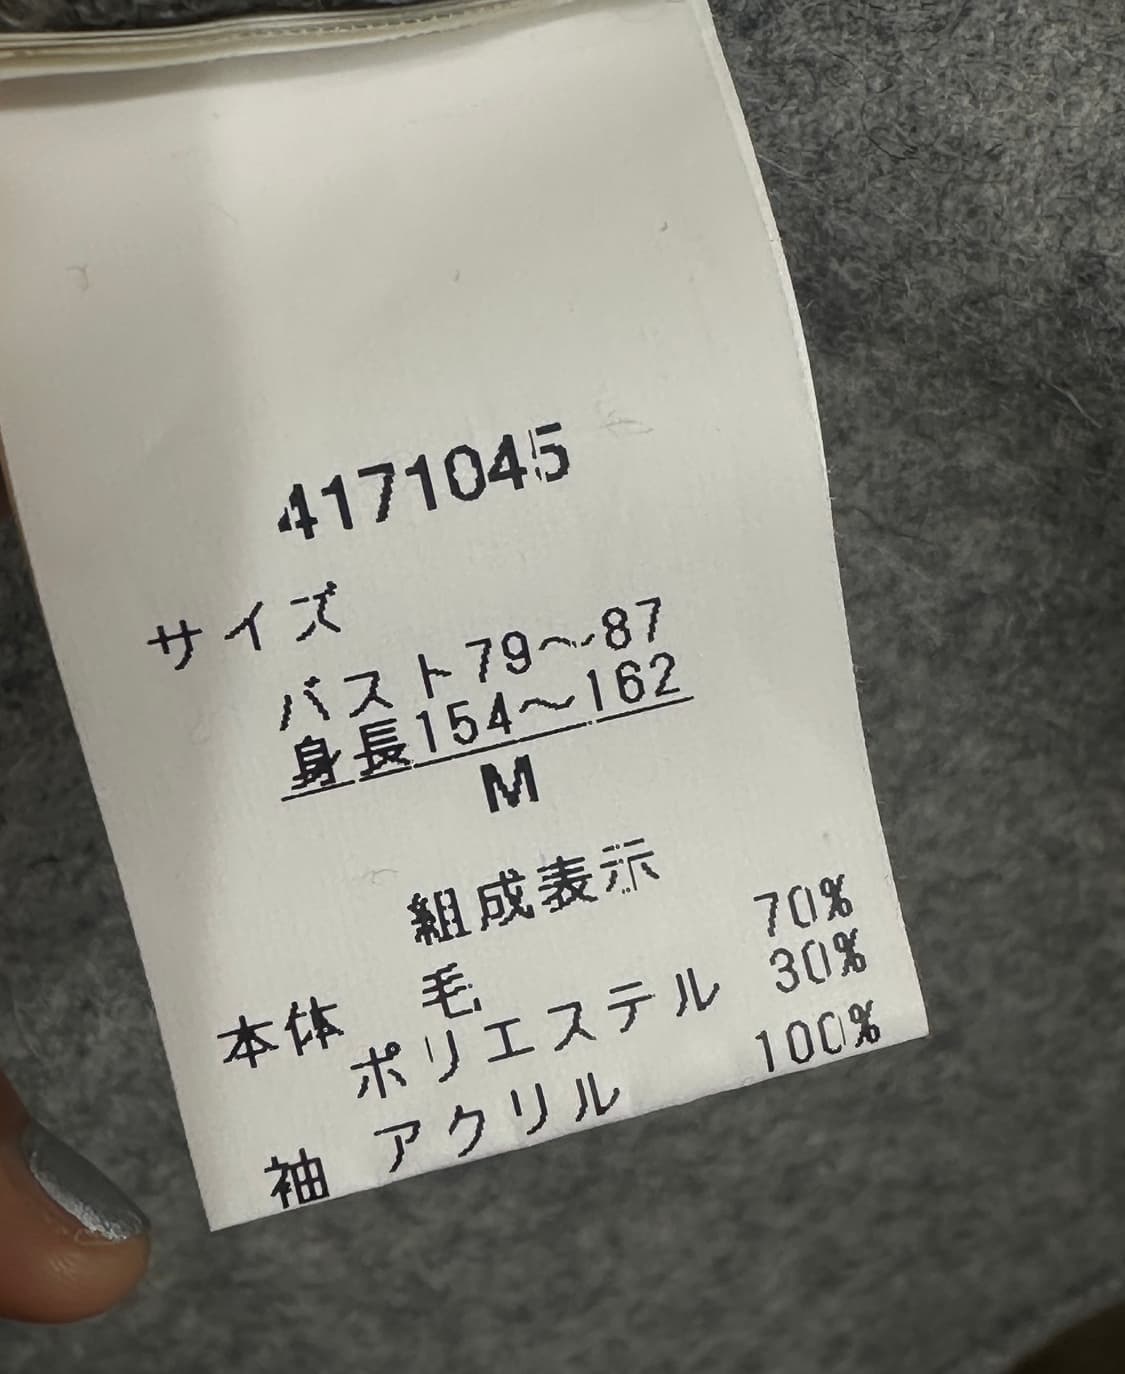 4171045
サイズ
バスト79～87
身長154～162
M
組成表示
本体 毛 70%
ポリエステル 30%
袖 アクリル 100%